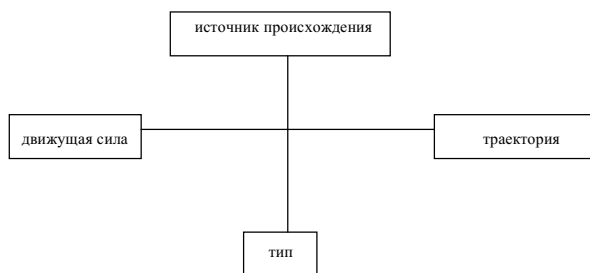 источник происхождения
движущая сила
траектория
тип